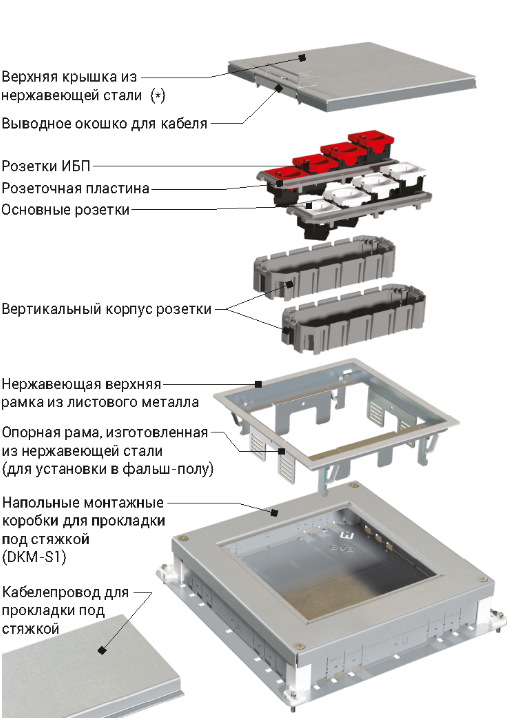 Верхняя крышка из
нержавеющей стали (*)
Выводное окошко для кабеля
Розетки ИБП
Розеточная пластина
Основные розетки
Вертикальный корпус розетки
Нержавеющая верхняя
рамка из листового металла
Опорная рама, изготовленная
из нержавеющей стали
(для установки в фальш-полу)
Напольные монтажные
коробки для прокладки
под стяжкой
(DKM-S1)
Кабелепровод для
прокладки под
стяжкой